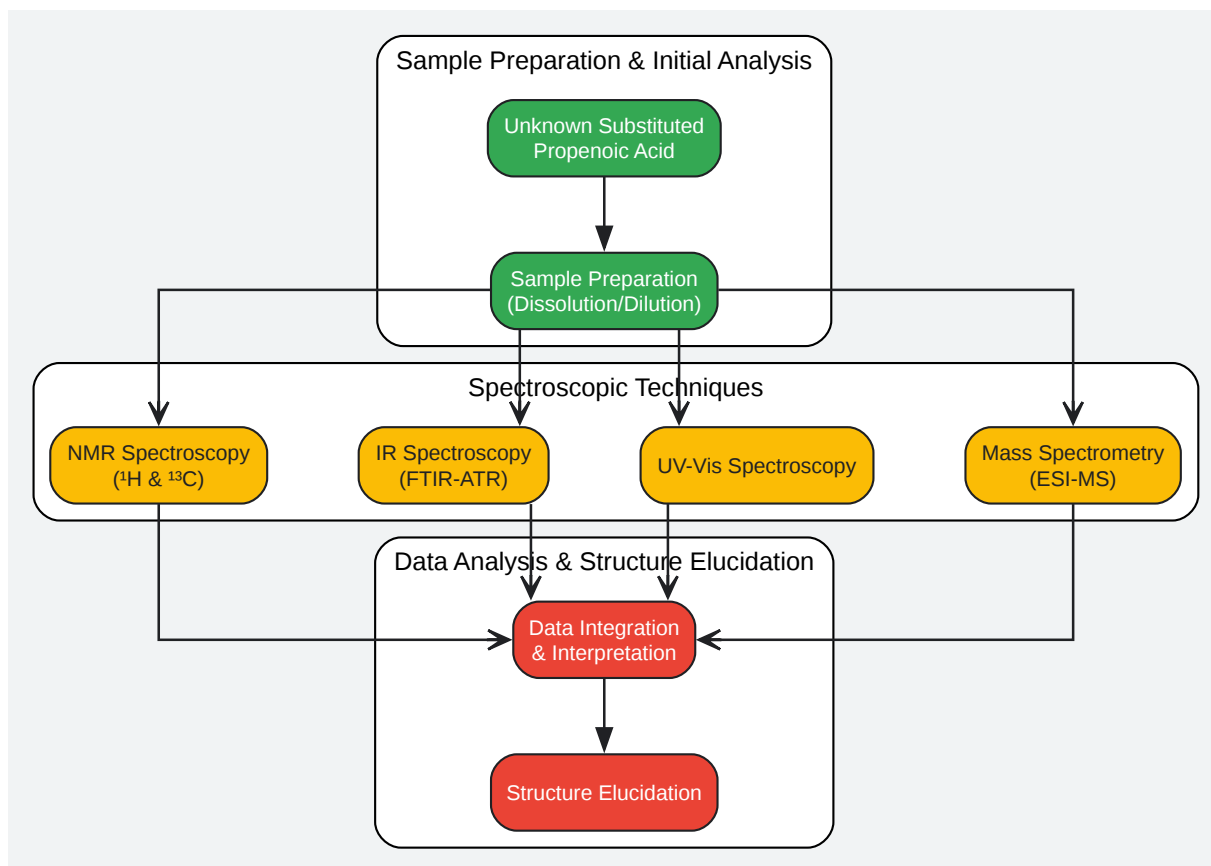 Sample Preparation & Initial Analysis
Unknown Substituted
Propenoic Acid
Sample Preparation
(Dissolution/Dilution)
Spectroscopic Techniques
NMR Spectroscopy
(¹H & ¹³C)
IR Spectroscopy
(FTIR-ATR)
UV-Vis Spectroscopy
Mass Spectrometry
(ESI-MS)
Data Analysis & Structure Elucidation
Data Integration
& Interpretation
Structure Elucidation